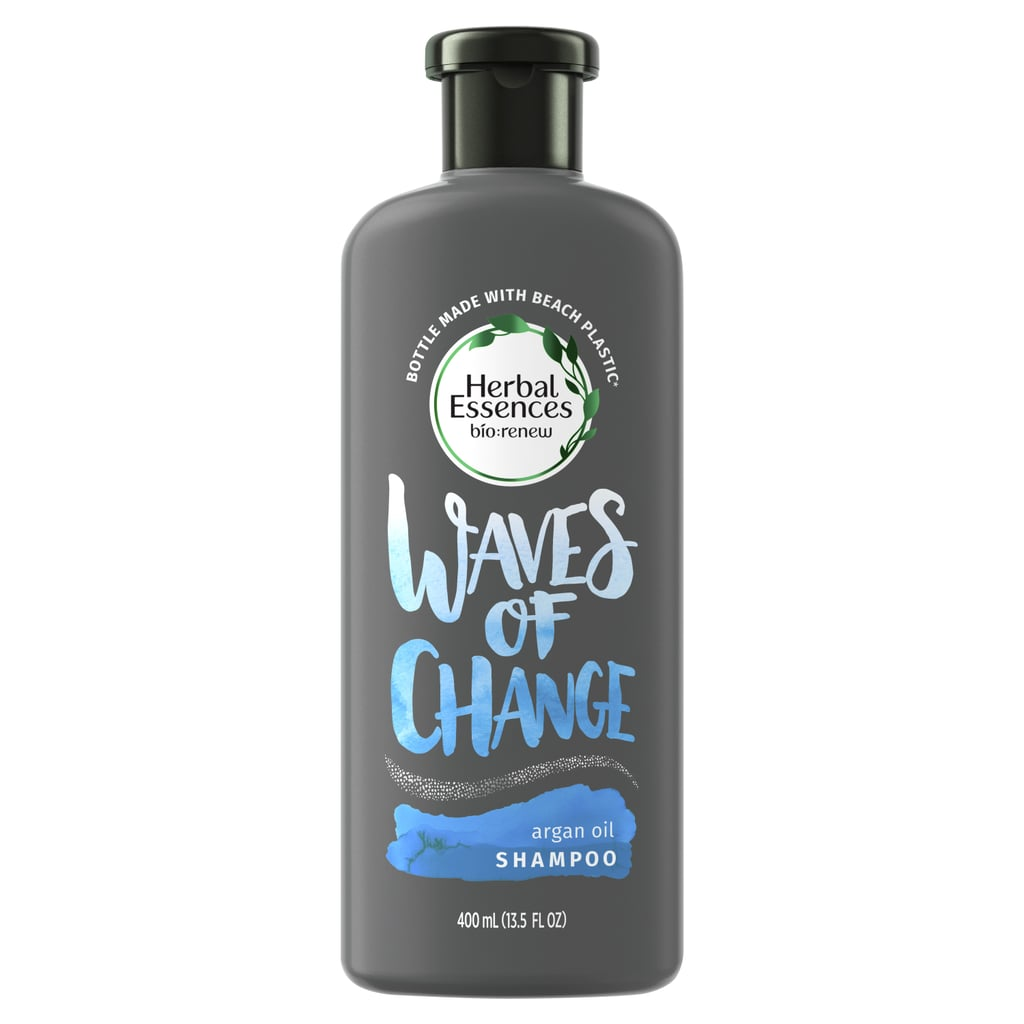 BOTTLE MADE WITH BEACH PLASTIC*
Herbal
Essences
bío:renew
WAVES
OF
CHANGE
argan oil
SHAMPOO
400 mL (13.5 FL OZ)